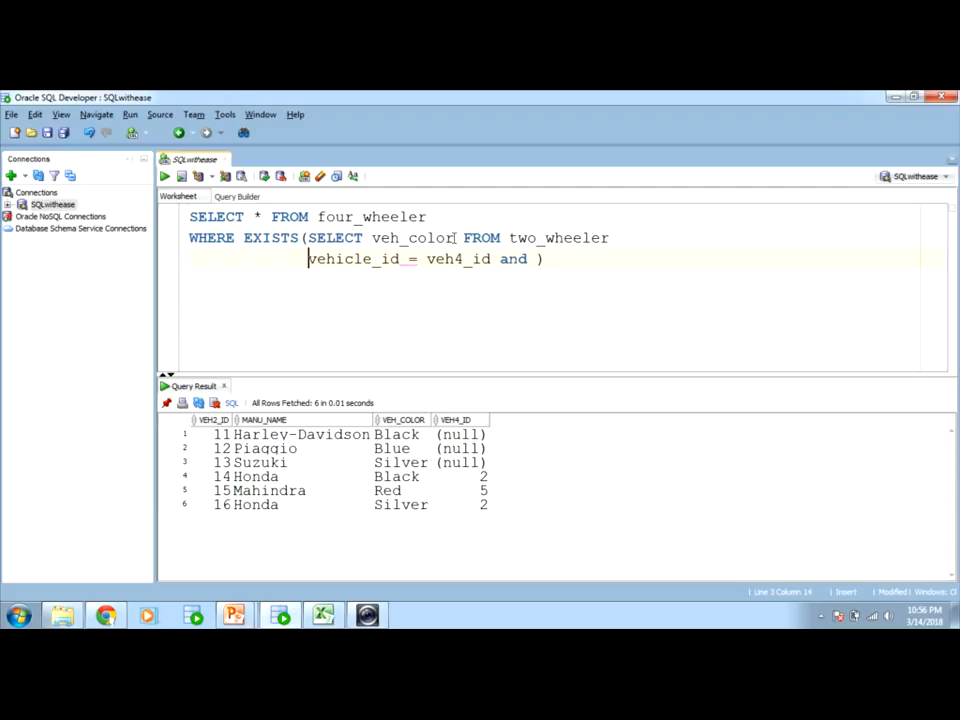 Oracle SQL Developer : SQLwithease
File Edit View Navigate Run Source Team Tools Window Help
Connections
SQLwithease
SQLwithease
Connections
SQLwithease
Oracle NoSQL Connections
Database Schema Service Connections
Worksheet Query Builder
SELECT * FROM four_wheeler
WHERE EXISTS(SELECT veh_color FROM two_wheeler
vehicle_id = veh4_id and )
Query Result x
SQL | All Rows Fetched: 6 in 0.01 seconds
VEH2_ID MANU_NAME VEH_COLOR VEH4_ID
1 11 Harley-Davidson Black (null)
2 12 Piaggio Blue (null)
3 13 Suzuki Silver (null)
4 14 Honda Black 2
5 15 Mahindra Red 5
6 16 Honda Silver 2
Line 3 Column 14 | Insert | Modified | Windows: Cl
10:56 PM
3/14/2018